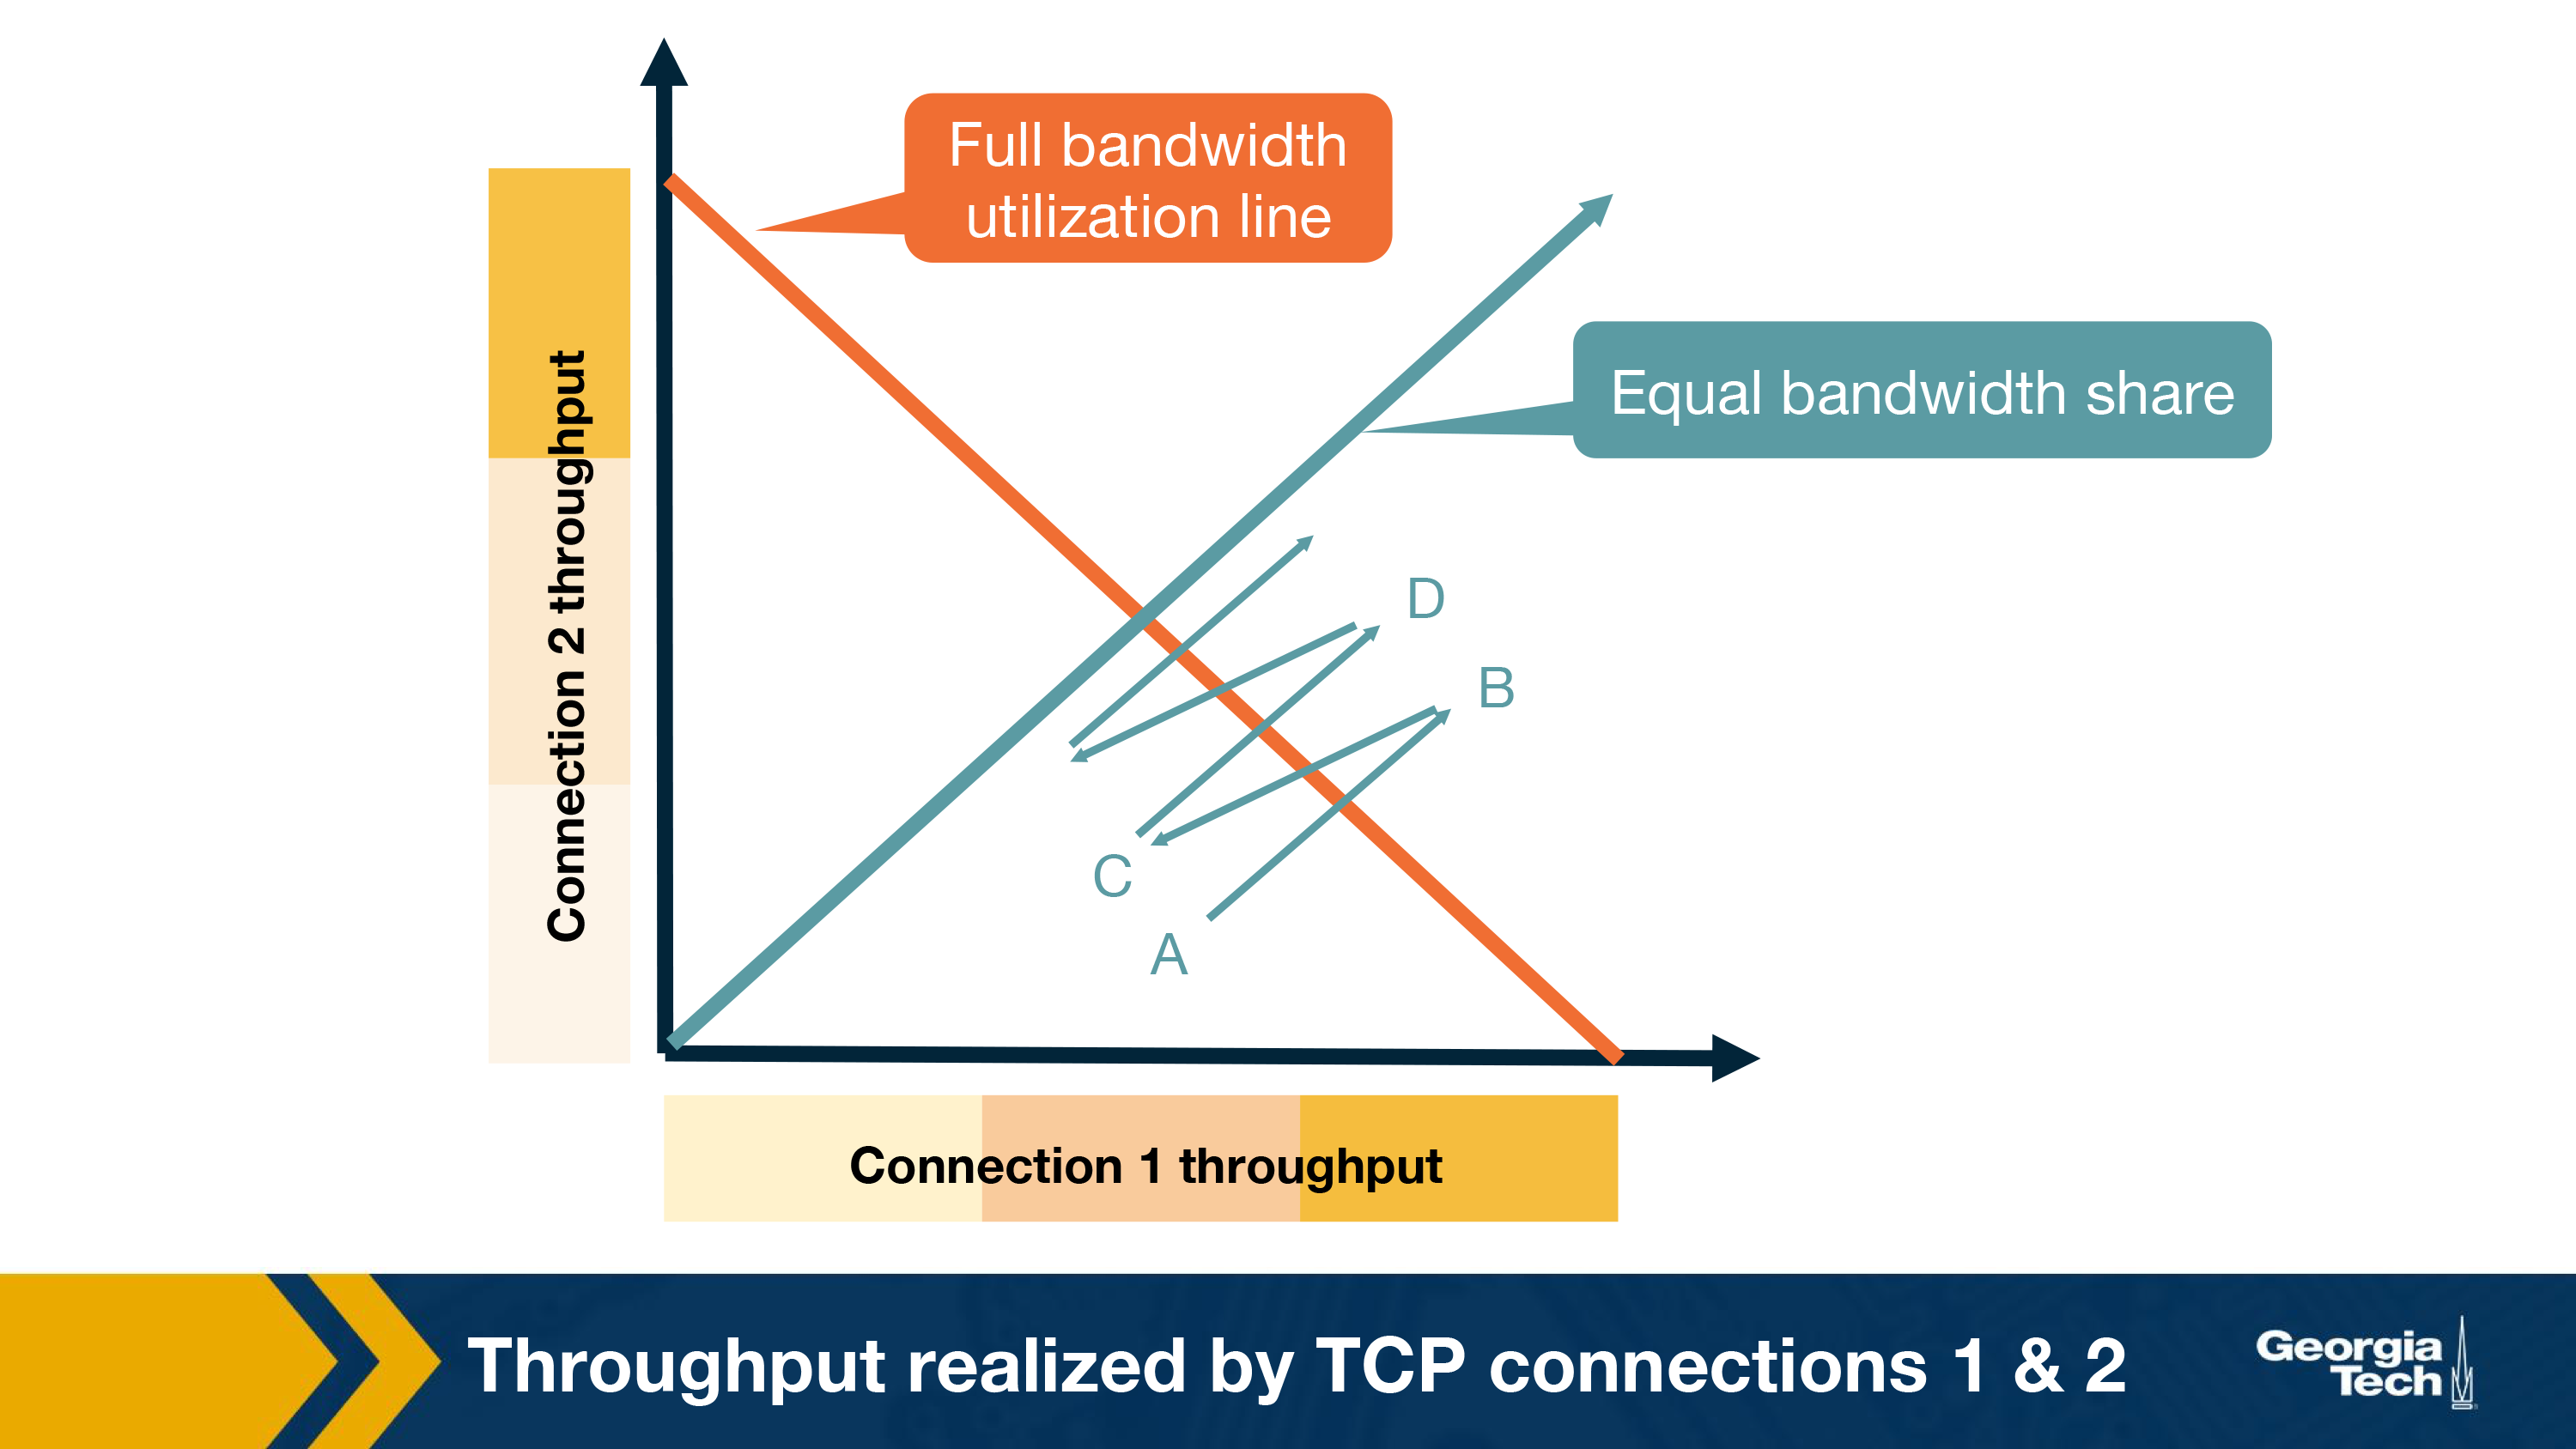 Full bandwidth
utilization line
Equal bandwidth share
Connection 2 throughput
D
B
C
A
Connection 1 throughput
Throughput realized by TCP connections 1 & 2
Georgia
Tech